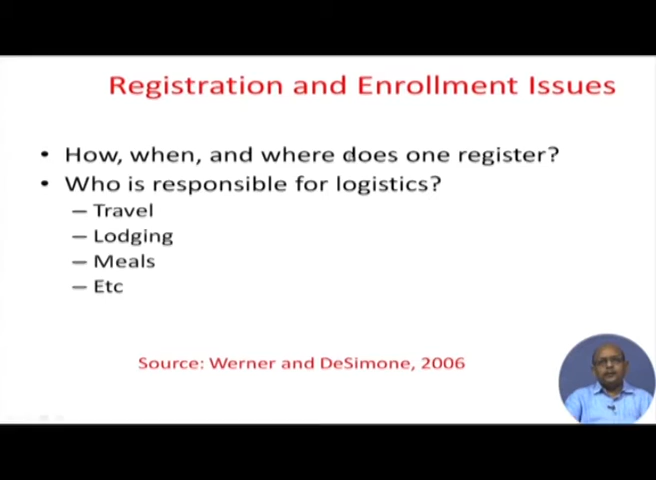 Registration and Enrollment Issues
• How, when, and where does one register?
• Who is responsible for logistics?
– Travel
– Lodging
– Meals
– Etc
Source: Werner and DeSimone, 2006